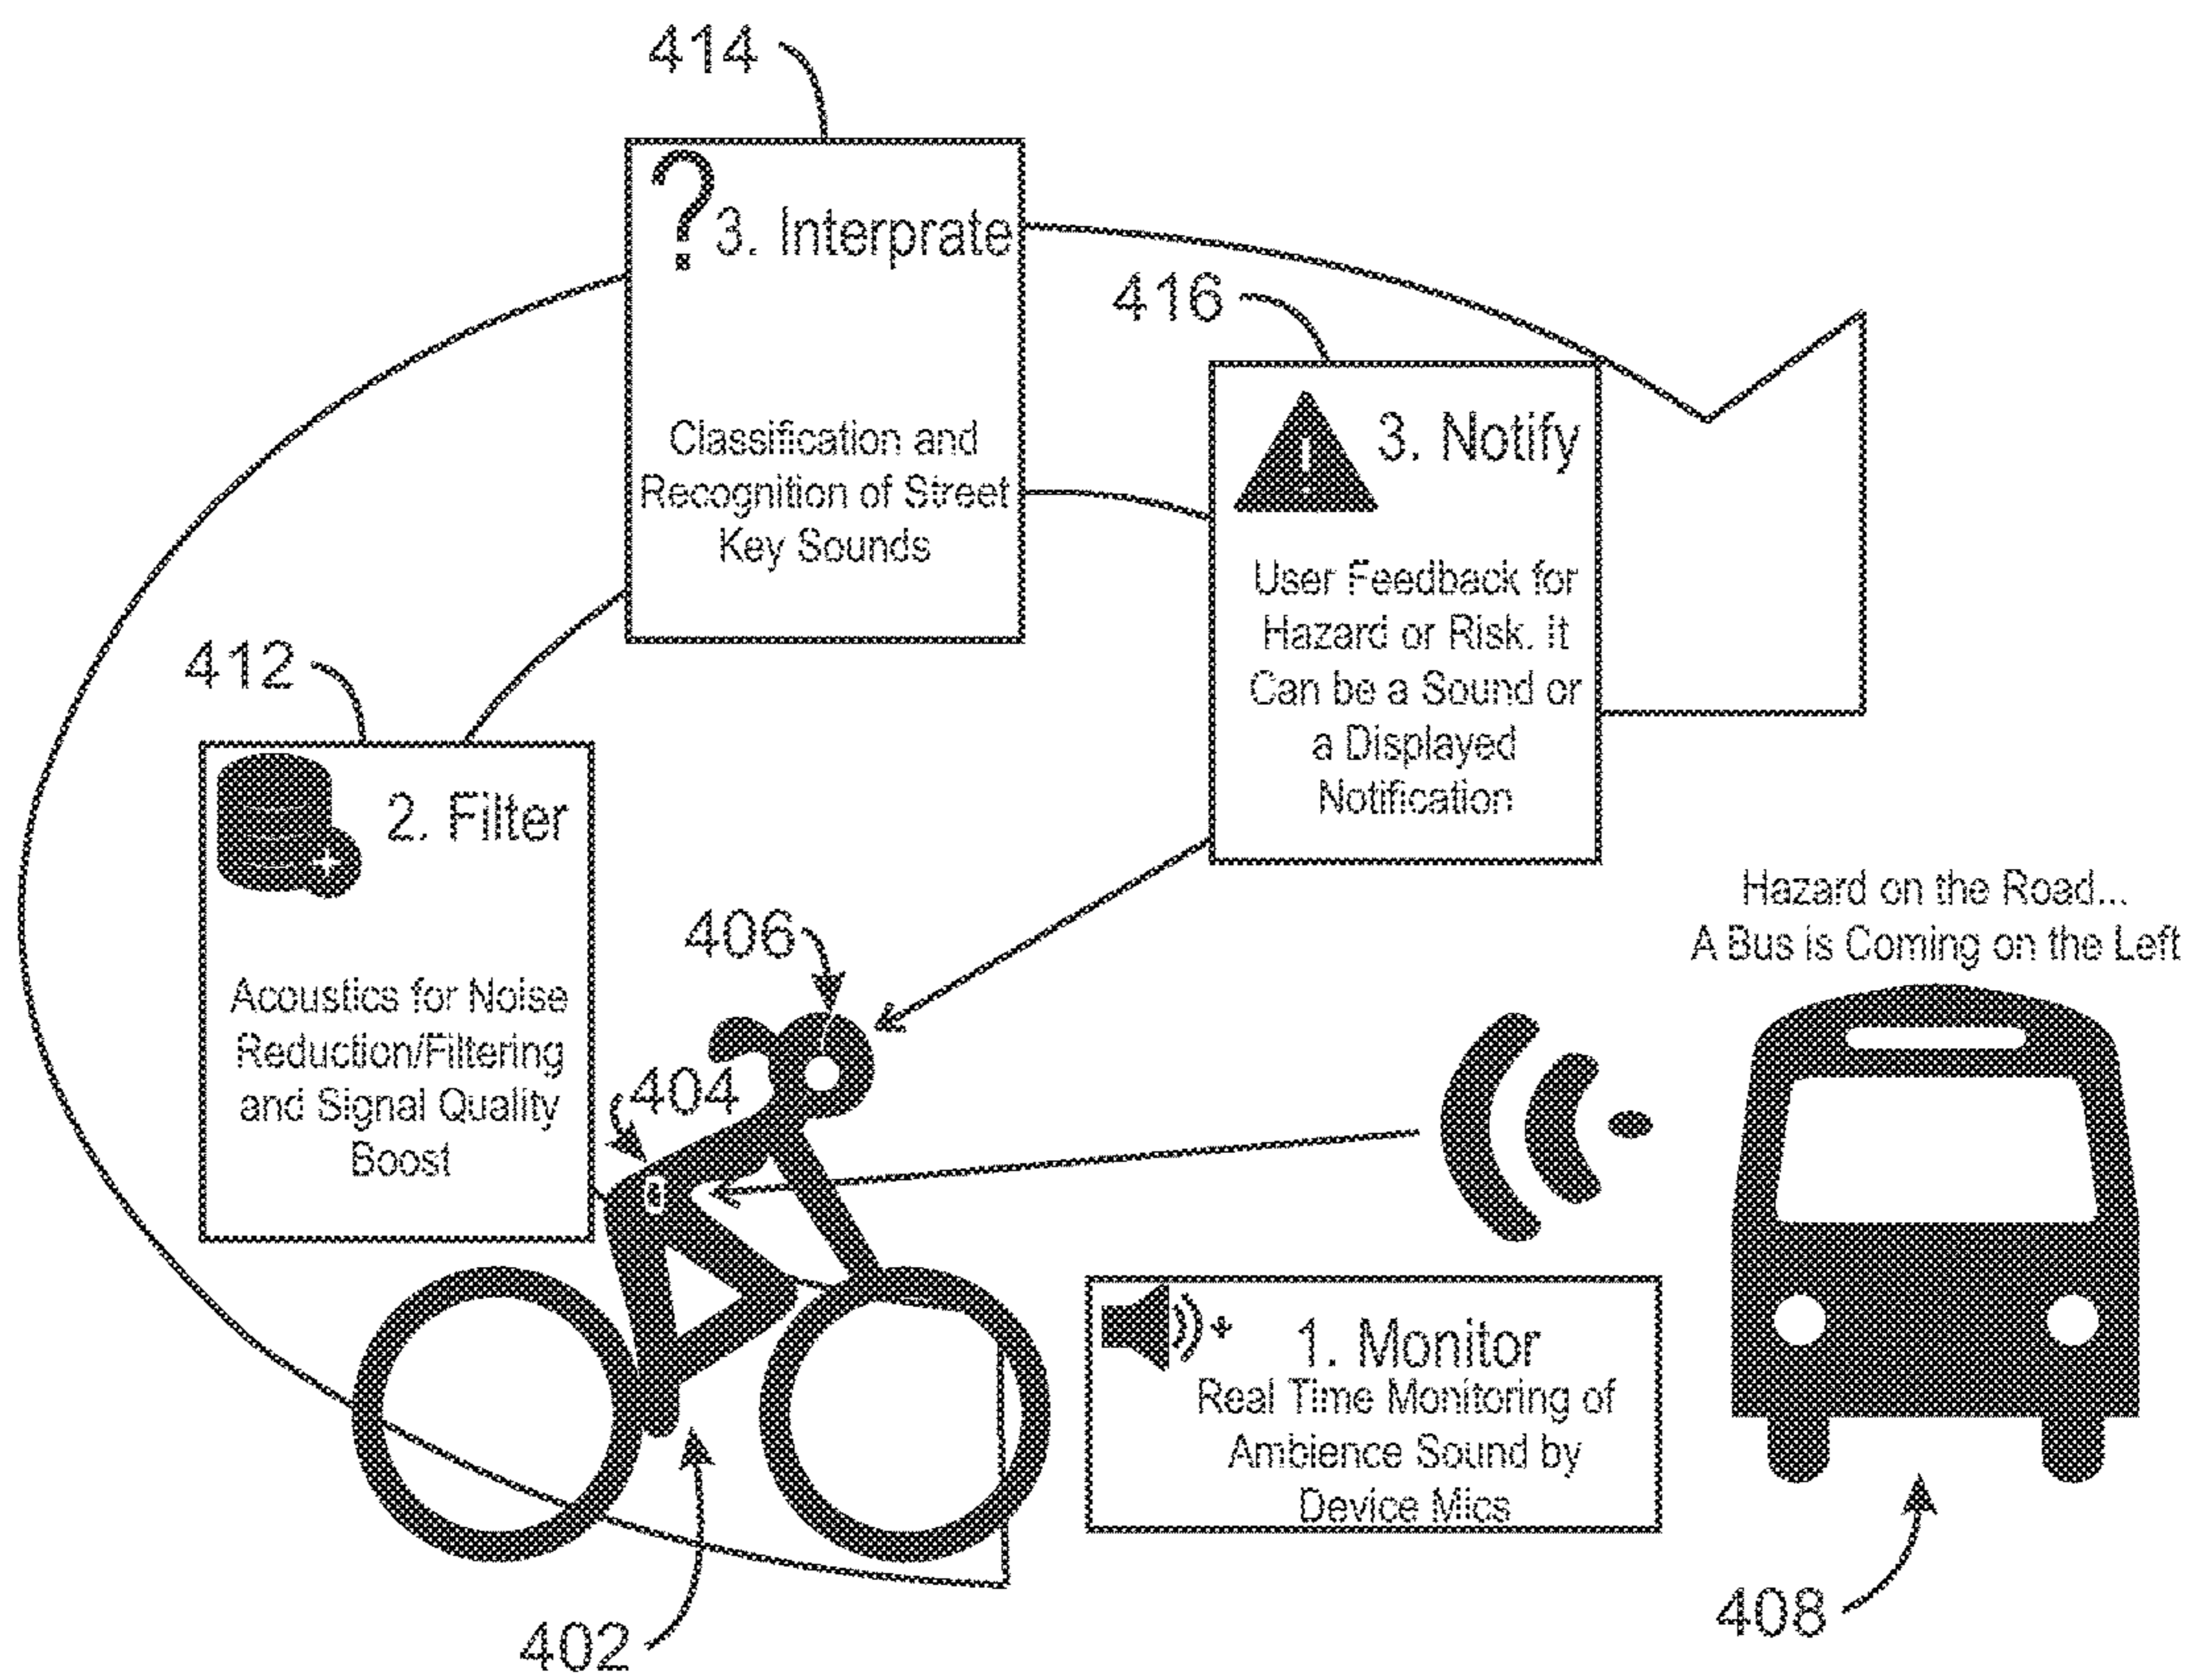 414
?
3. Interprate
Classification and
Recognition of Street
Key Sounds
416
!
3. Notify
User Feedback for
Hazard or Risk. It
Can be a Sound or
a Displayed
Notification
412
2. Filter
Acoustics for Noise
Reduction/Filtering
and Signal Quality
Boost
406
404
Hazard on the Road...
A Bus is Coming on the Left
1. Monitor
Real Time Monitoring of
Ambience Sound by
Device Mics
402
408